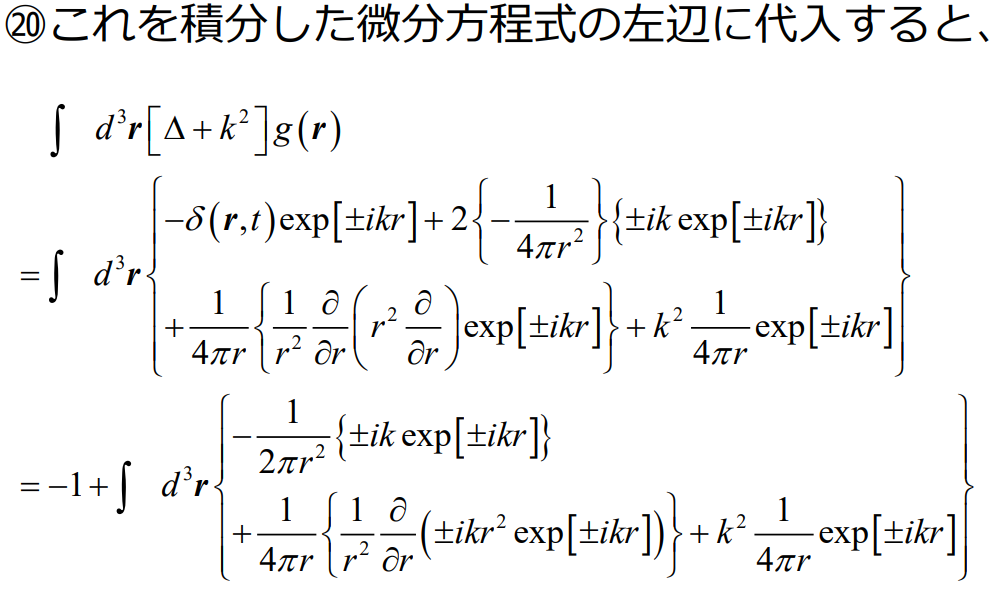 ⑳これを積分した微分方程式の左辺に代入すると、
∫ d³r[Δ+k²]g(r)
=∫ d³r{−δ(r,t)exp[±ikr]+2{−1/4πr²}{±ik exp[±ikr]}
+1/4πr{1/r² ∂/∂r(r² ∂/∂r)exp[±ikr]}+k² 1/4πr exp[±ikr]}
=−1+∫ d³r{−1/2πr²{±ik exp[±ikr]}
+1/4πr{1/r² ∂/∂r(±ikr² exp[±ikr])}+k² 1/4πr exp[±ikr]}